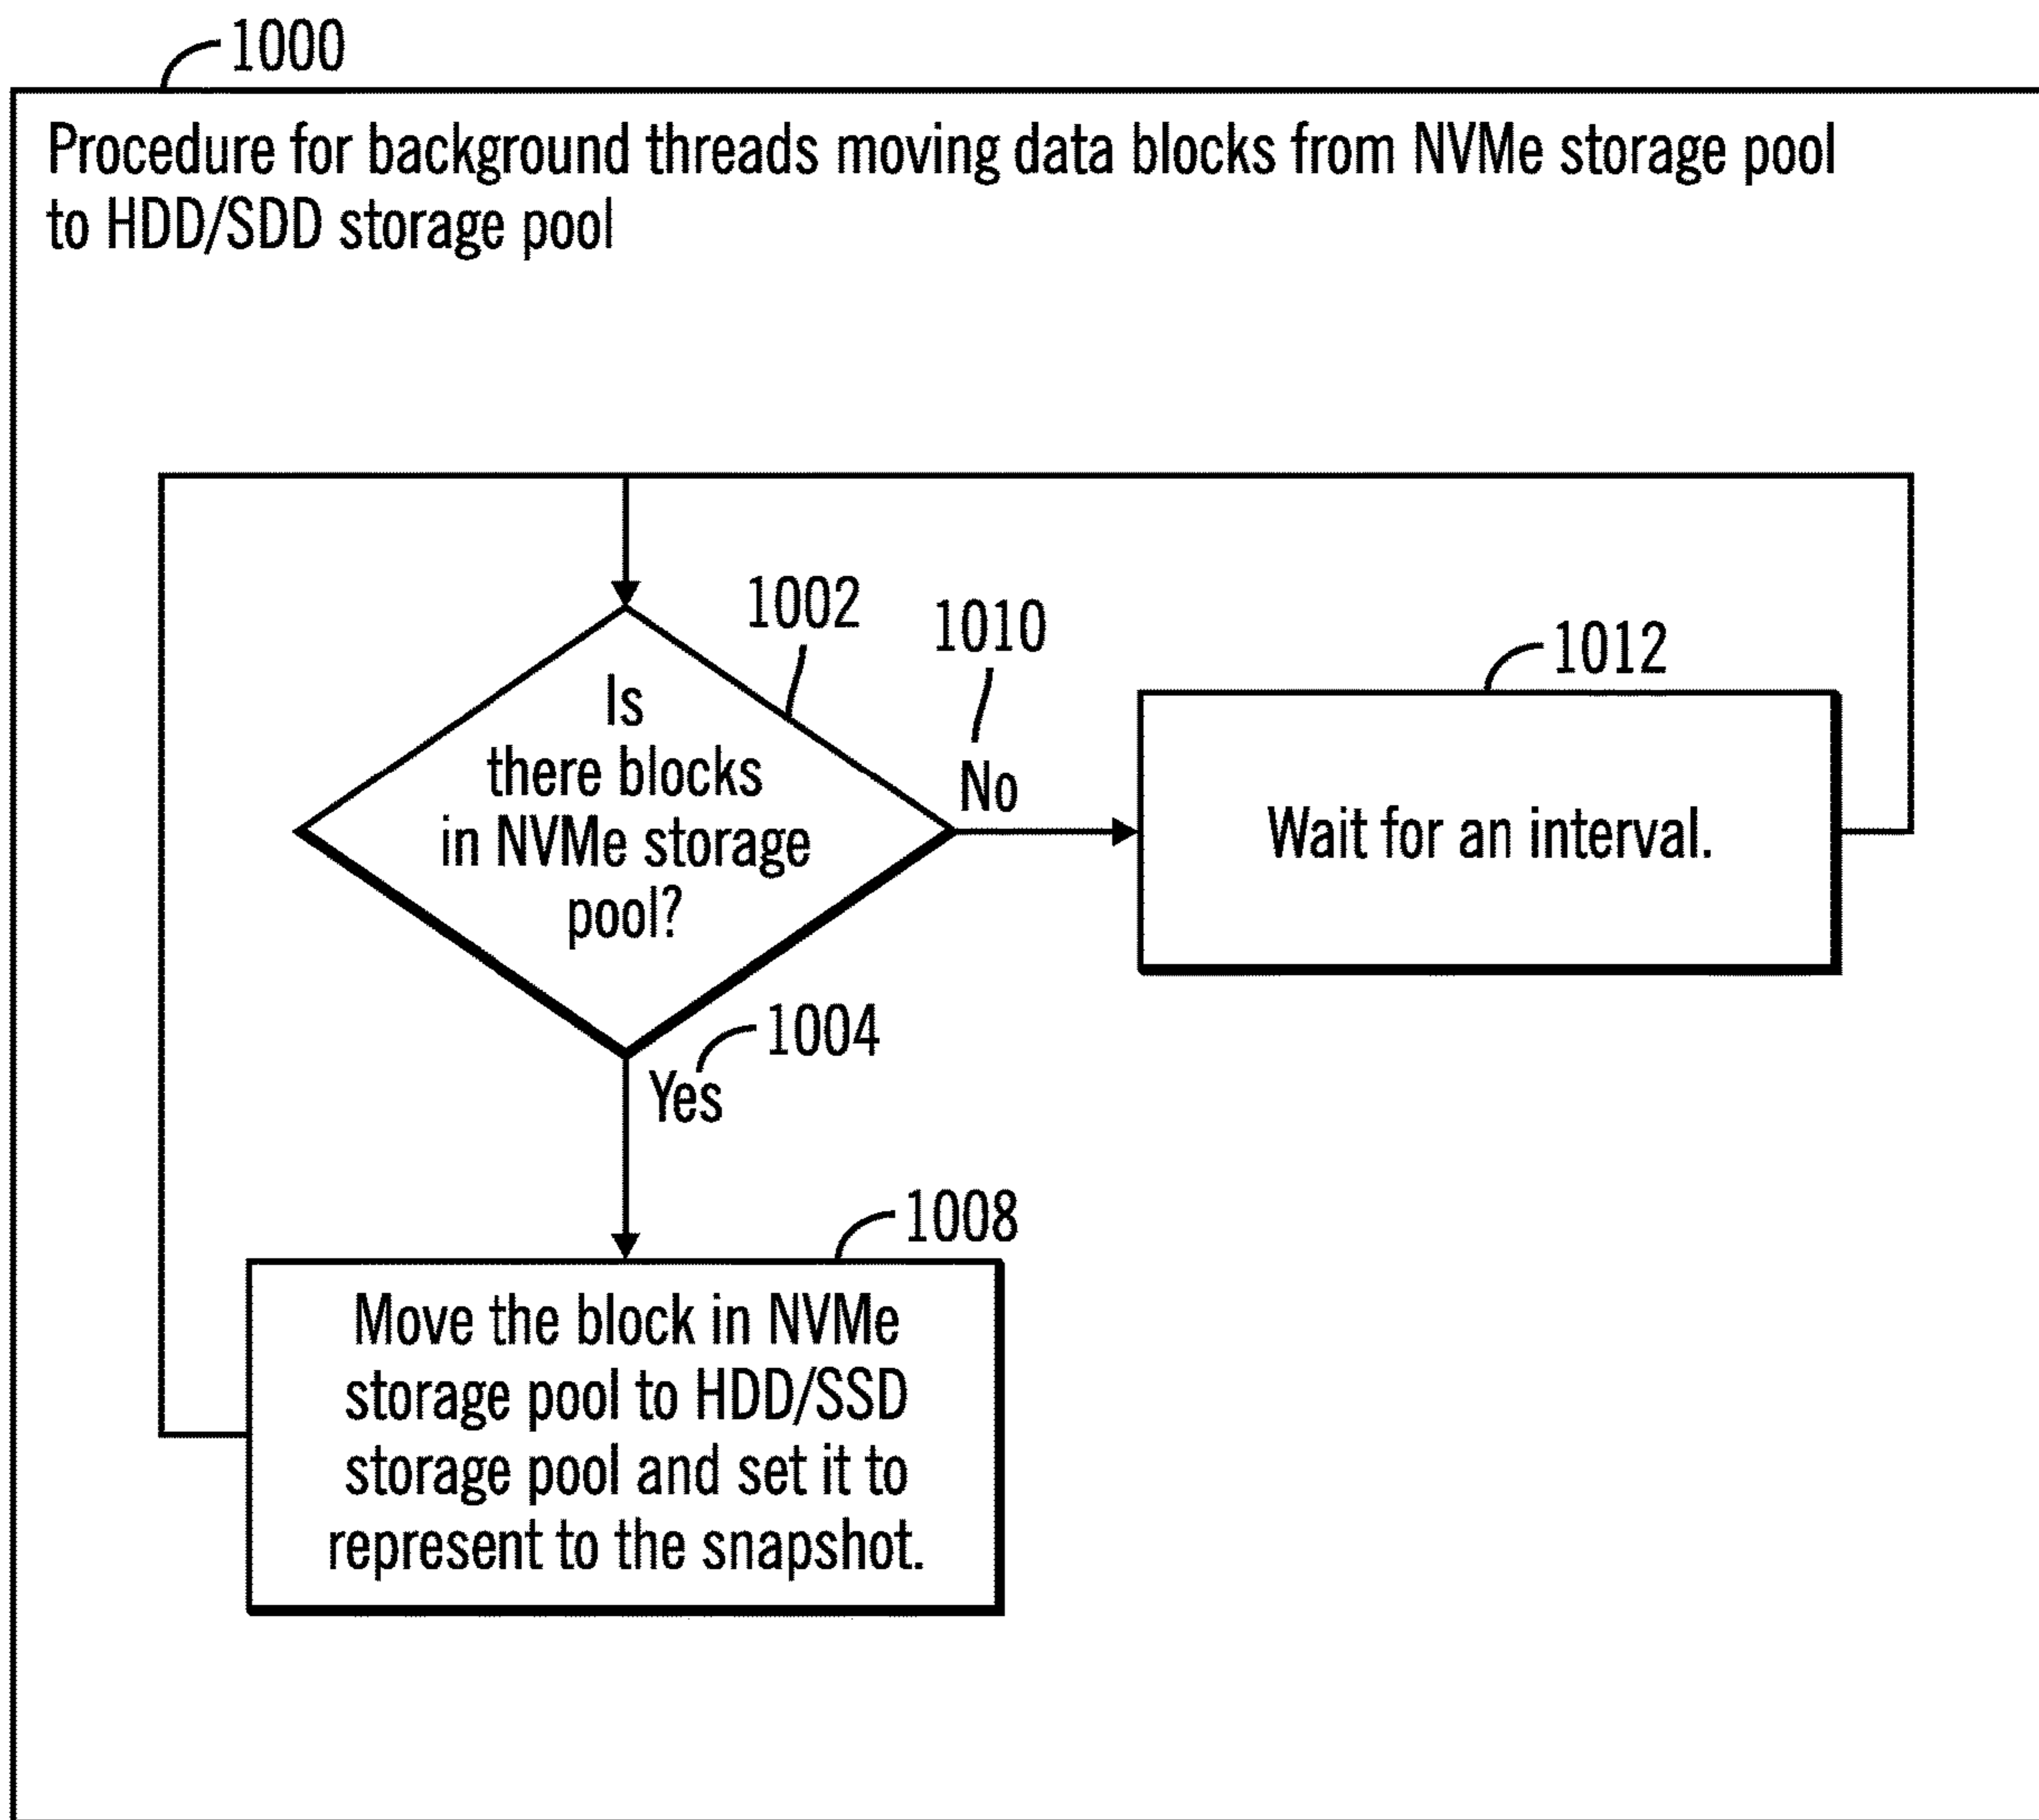 1000
Procedure for background threads moving data blocks from NVMe storage pool
to HDD/SDD storage pool
1002
1010
1012
Is
there blocks
in NVMe storage
pool?
No
Wait for an interval.
1004
Yes
1008
Move the block in NVMe
storage pool to HDD/SSD
storage pool and set it to
represent to the snapshot.